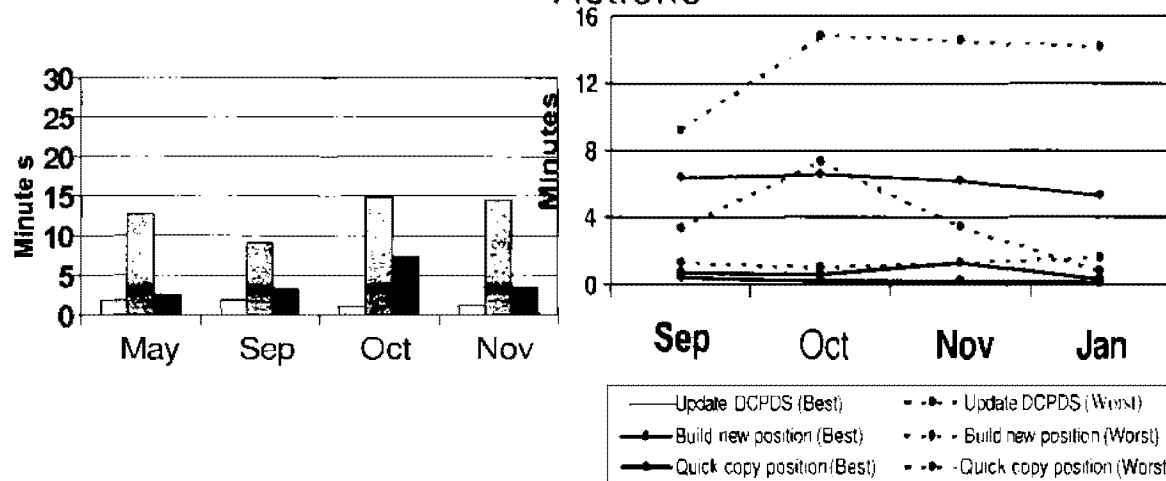 Actions
30
25
20
15
10
5
0
Minutes
May Sep Oct Nov
16
12
8
4
0
Minutes
Sep Oct Nov Jan
Update DCPDS (Best)
Update DCPDS (Worst)
Build new position (Best)
Build new position (Worst)
Quick copy position (Best)
Quick copy position (Worst